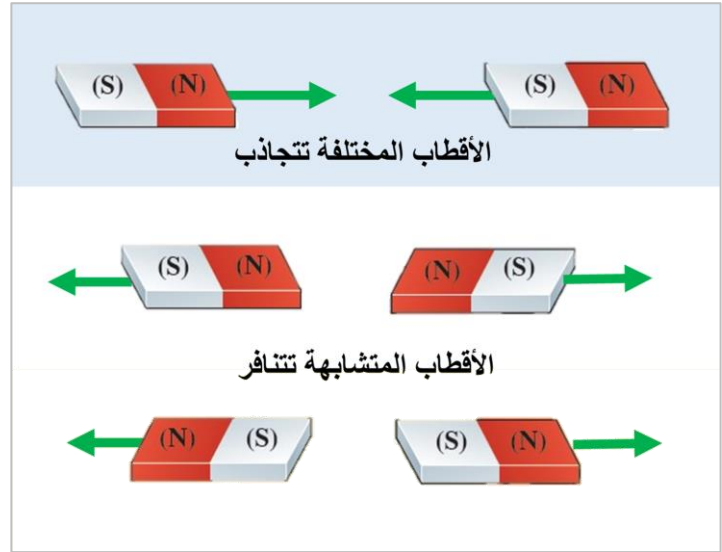 (S) (N) (S) (N)
الأقطاب المختلفة تتجاذب
(S) (N) (N) (S)
الأقطاب المتشابهة تتنافر
(N) (S) (S) (N)